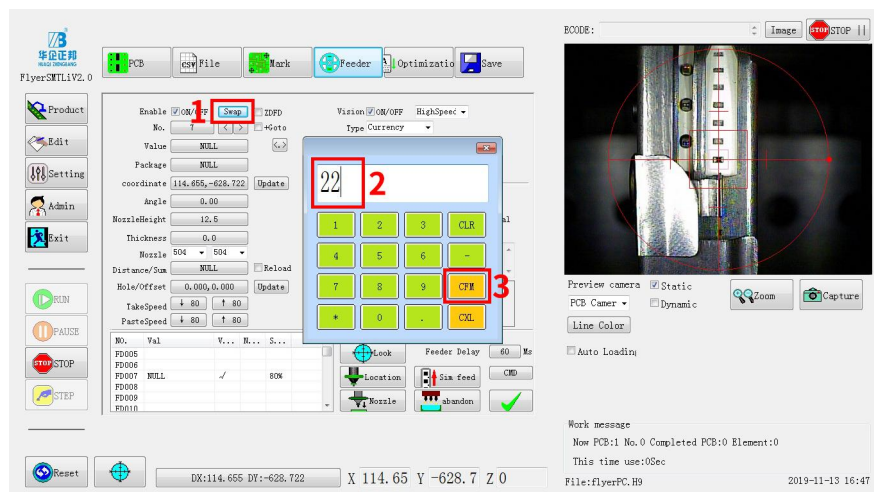 华企正邦
HUAQI ZHENGBANG
FlyerSMTLiV2.0
PCB
CSV File
Mark
Feeder
Optimizatio
Save
ECODE:
Image
STOP STOP ||
Product
Edit
Setting
Admin
Exit
RUN
PAUSE
STOP STOP
STEP
Reset
Enable ON/OFF Swap ZDFD Vision ON/OFF HighSpeec
1
No. 7 < > +Goto Type Currency
Value NULL <.>
Package NULL
coordinate 114.655,-628.722 Update
Angle 0.00
NozzleHeight 12.5
Thickness 0.0
Nozzle 504 504
Distance/Sum NULL Reload
Hole/Offset 0.000,0.000 Update
TakeSpeed 80 80
PasteSpeed 80 80
22 2
1 2 3 CLR
4 5 6 -
7 8 9 CFM 3
* 0 . CXL
NO. Val V... N... S...
FD005
FD006
FD007 NULL √ 80%
FD008
FD009
FD010
Look Feeder Delay 60 Ms
Location Sim feed CMD
Nozzle abandon
DX:114.655 DY:-628.722
X 114.65 Y -628.7 Z 0
Preview camera Static
PCB Camer Dynamic
Zoom
Capture
Line Color
Auto Loading
Work message
Now PCB:1 No.0 Completed PCB:0 Element:0
This time use:0Sec
File:flyerPC.H9 2019-11-13 16:47